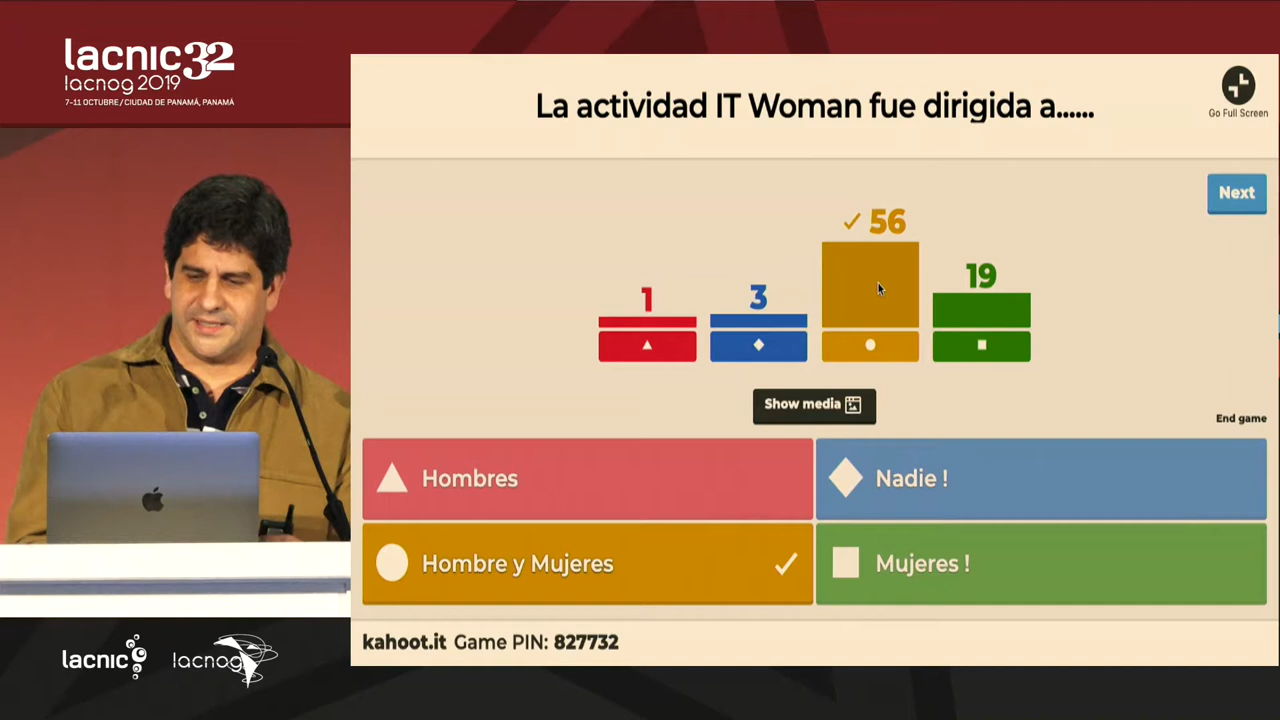 lacnic32
lacnog 2019
7-11 OCTUBRE / CIUDAD DE PANAMÁ, PANAMÁ
La actividad IT Woman fue dirigida a......
Go Full Screen
Next
1
3
56
19
Show media
End game
Hombres
Nadie !
Hombre y Mujeres
Mujeres !
kahoot.it Game PIN: 827732
lacnic
lacnog